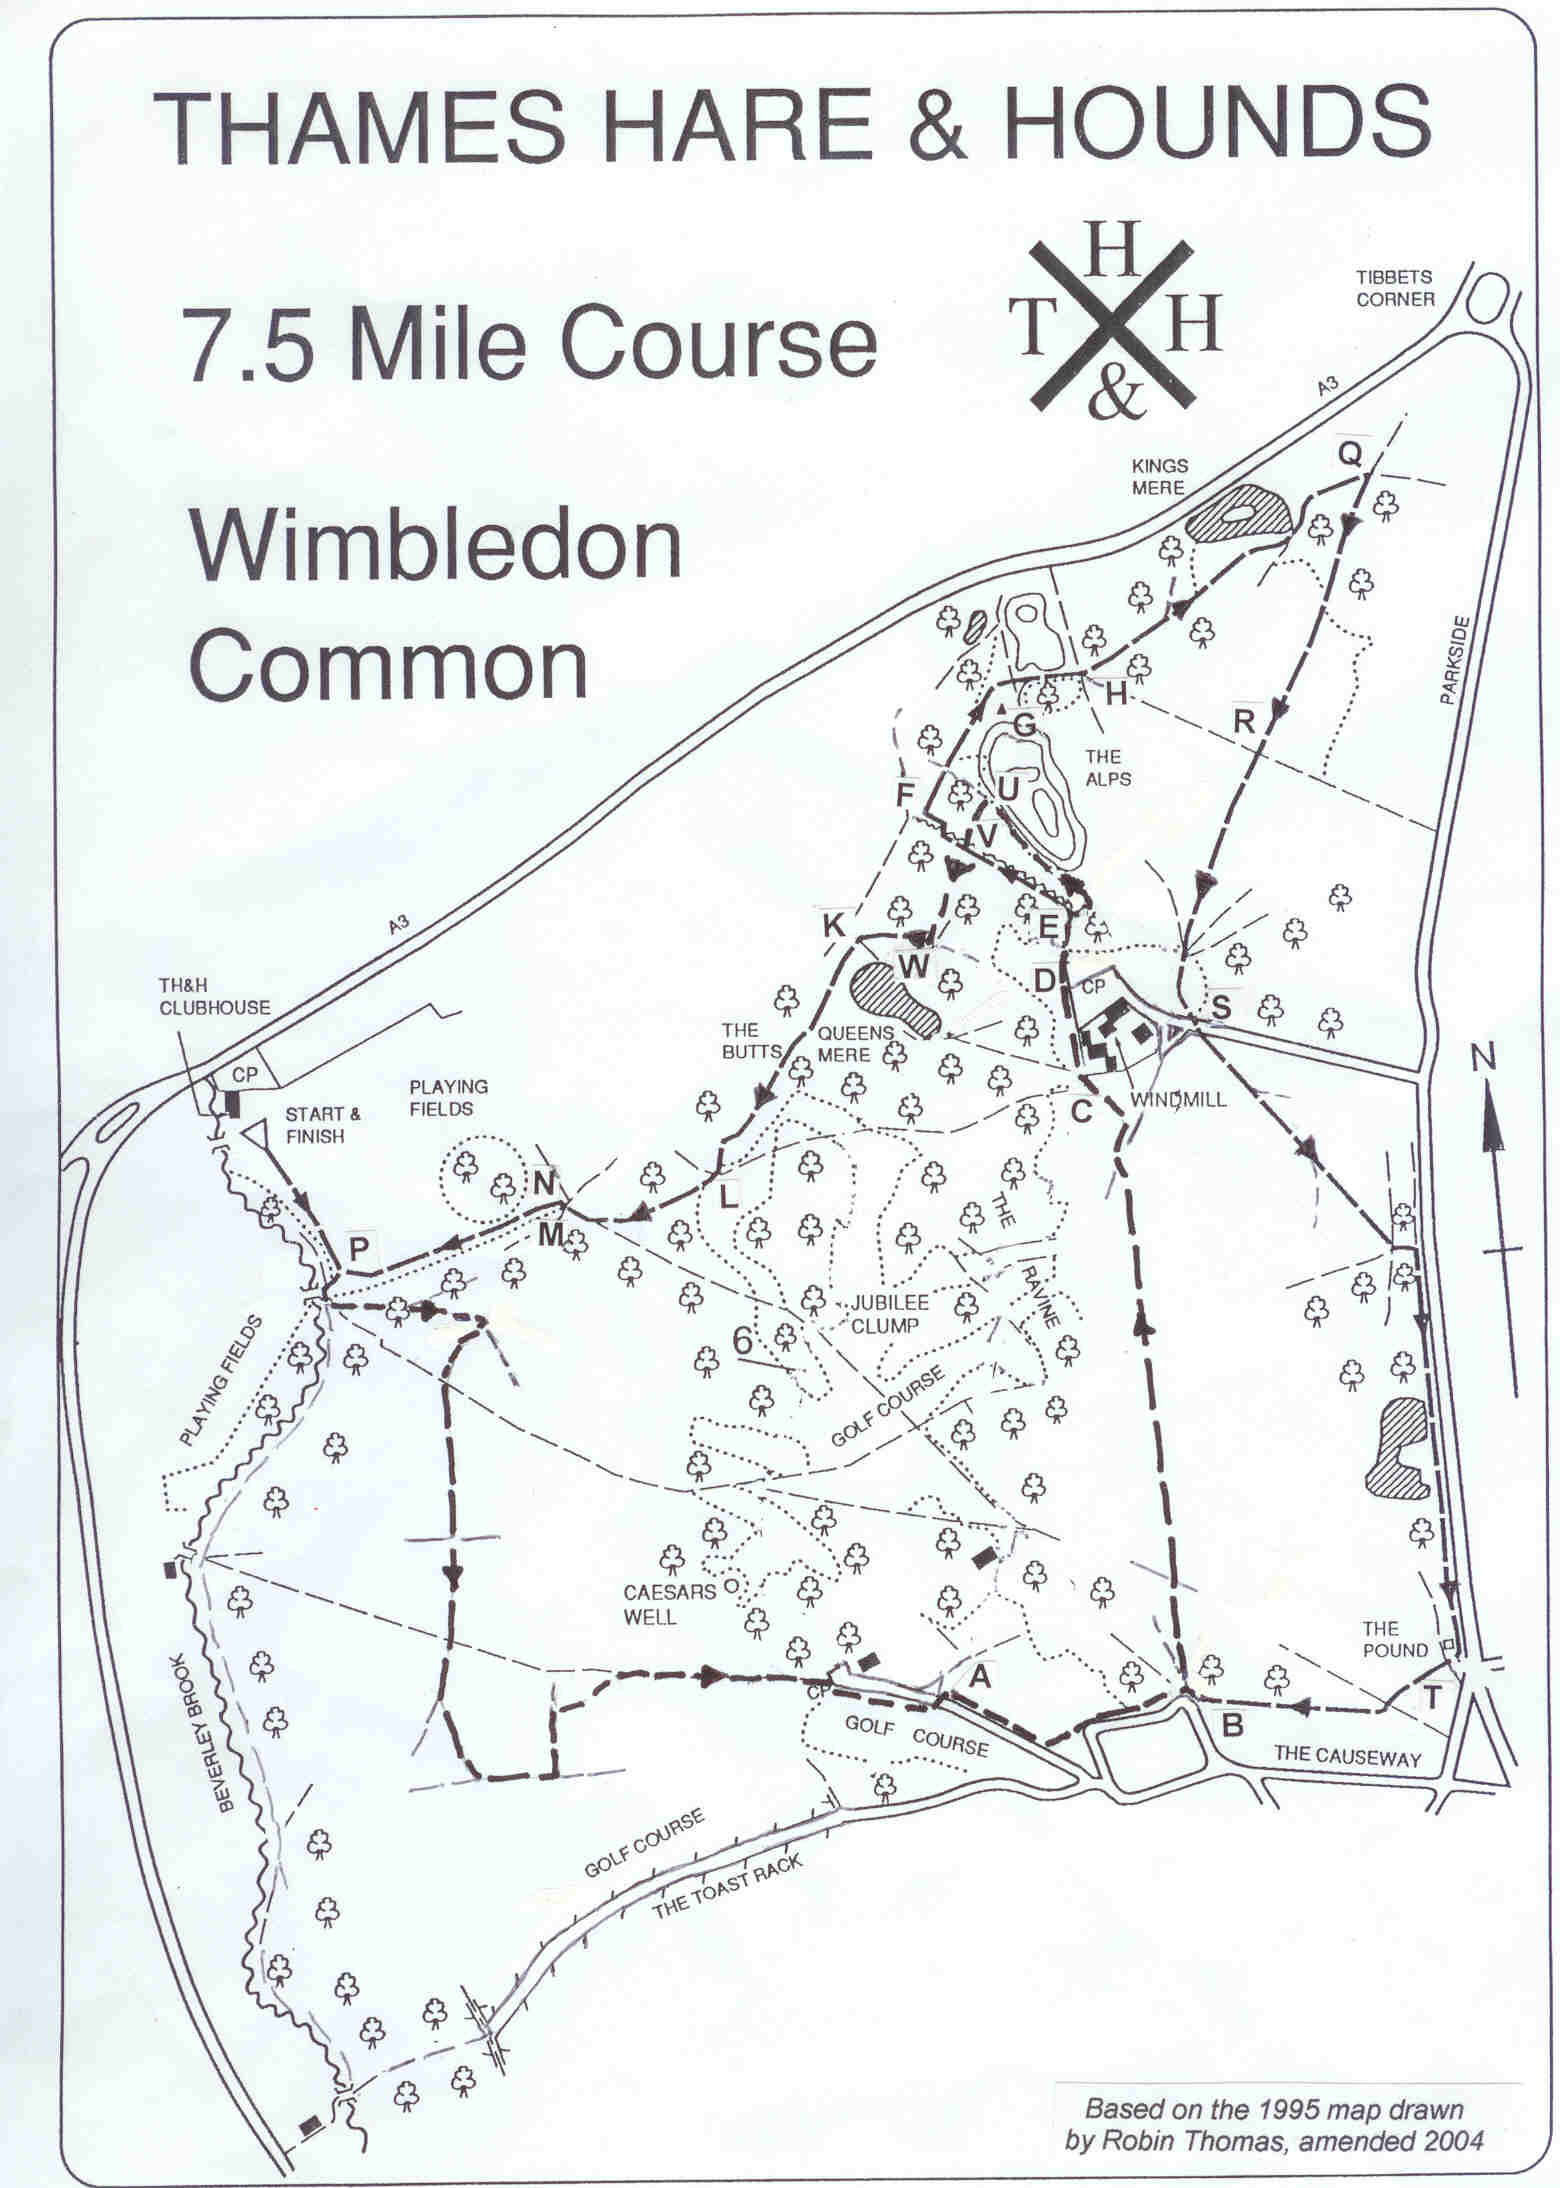 THAMES HARE & HOUNDS
7.5 Mile Course
H
T H
&
Wimbledon
Common
TIBBETS
CORNER
A3
KINGS
MERE
Q
PARKSIDE
H
R
G
THE
ALPS
F
U
V
K
E
W
D
CP
S
A3
TH&H
CLUBHOUSE
THE
BUTTS
QUEENS
MERE
N
CP
PLAYING
FIELDS
START &
FINISH
C
WINDMILL
N
L
M
P
THE
RAVINE
JUBILEE
CLUMP
6
PLAYING FIELDS
GOLF COURSE
CAESARS
WELL
THE
POUND
BEVERLEY BROOK
CP
A
T
B
GOLF COURSE
THE CAUSEWAY
GOLF COURSE
THE TOAST RACK
Based on the 1995 map drawn
by Robin Thomas, amended 2004